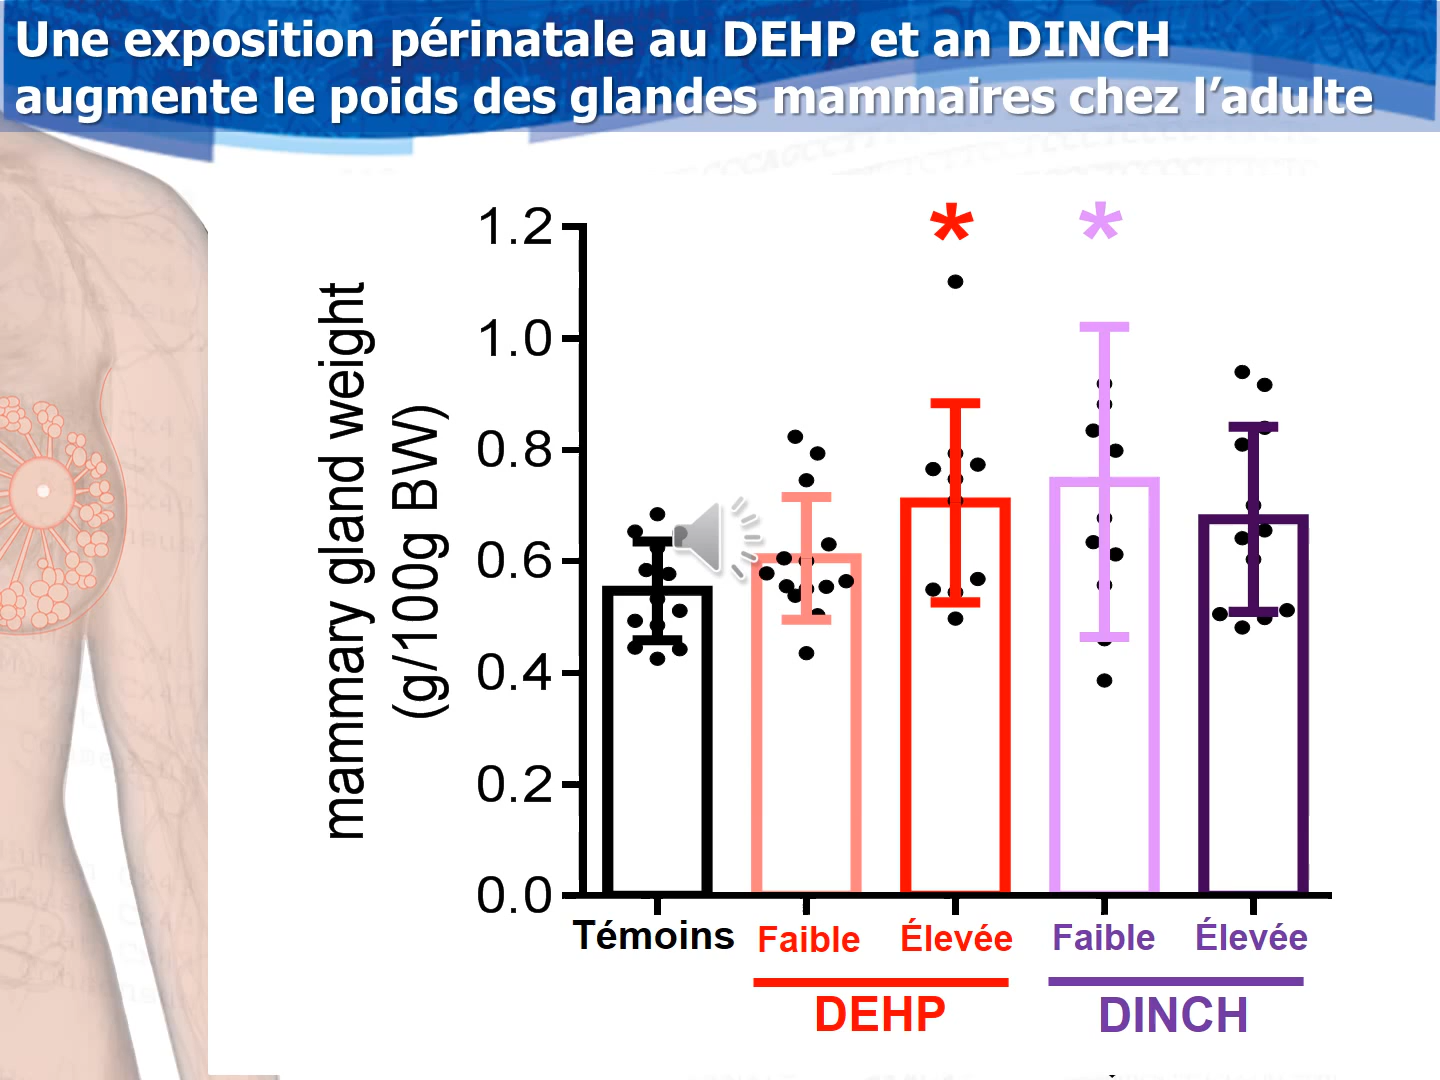 Une exposition périnatale au DEHP et an DINCH
augmente le poids des glandes mammaires chez l’adulte
mammary gland weight
(g/100g BW)
1.2
1.0
0.8
0.6
0.4
0.2
0.0
* *
Témoins Faible Élevée Faible Élevée
DEHP DINCH